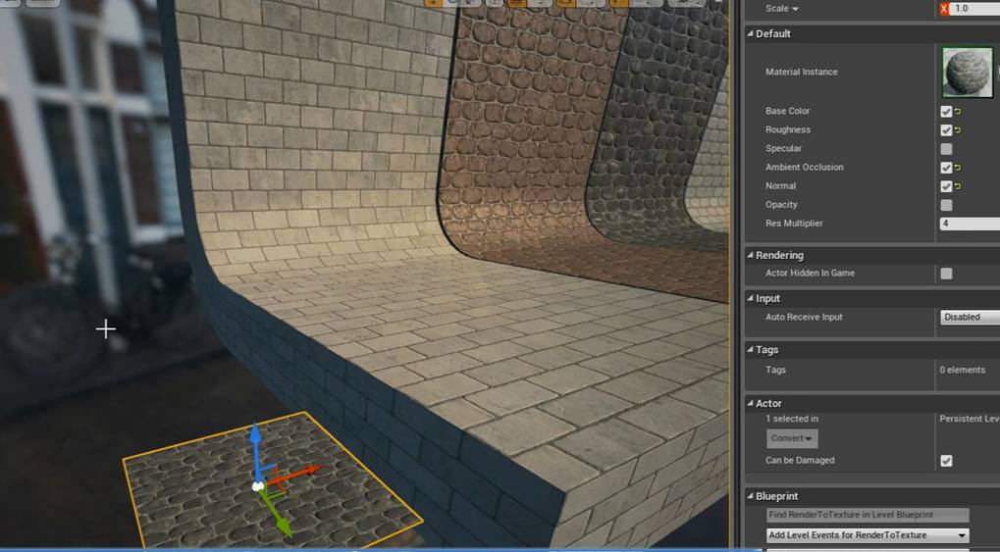 Scale
X 1.0
Default
Material Instance
Base Color
Roughness
Specular
Ambient Occlusion
Normal
Opacity
Res Multiplier 4
Rendering
Actor Hidden In Game
Input
Auto Receive Input Disabled
Tags
Tags 0 elements
Actor
1 selected in Persistent Lev
Convert
Can be Damaged
Blueprint
Find RenderToTexture in Level Blueprint
Add Level Events for RenderToTexture